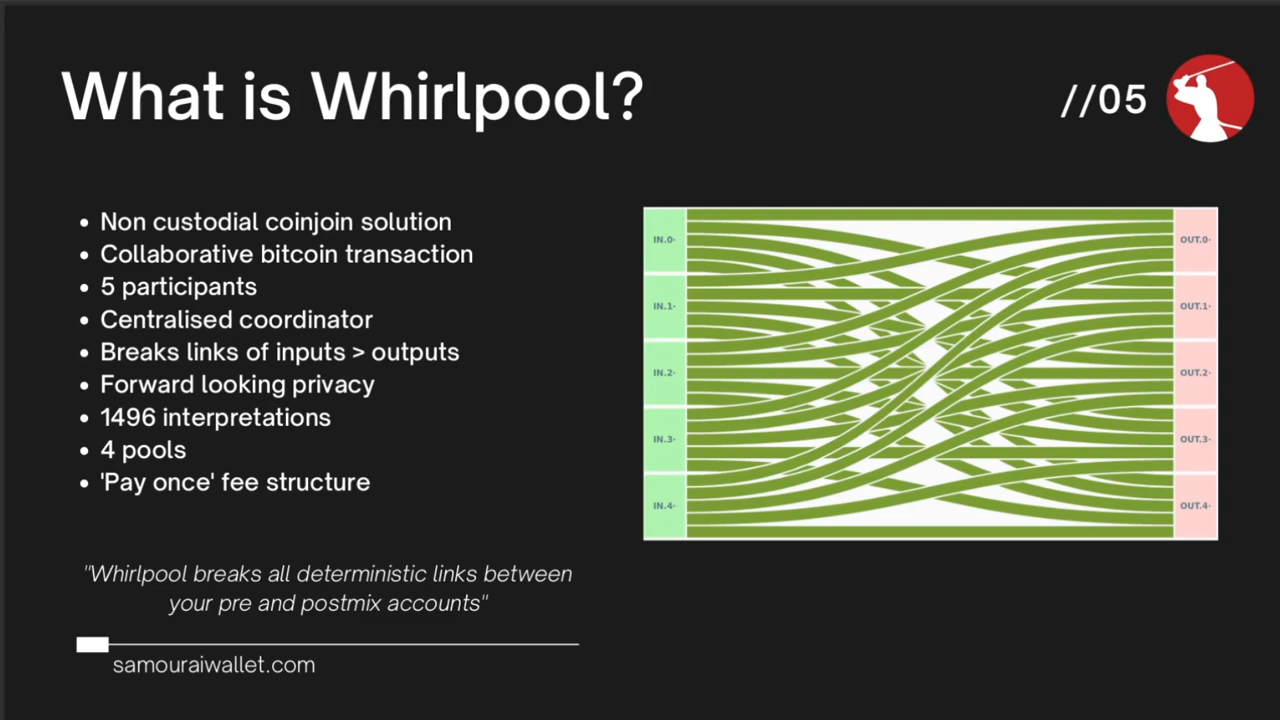 What is Whirlpool?
//05
• Non custodial coinjoin solution
• Collaborative bitcoin transaction
• 5 participants
• Centralised coordinator
• Breaks links of inputs > outputs
• Forward looking privacy
• 1496 interpretations
• 4 pools
• 'Pay once' fee structure
"Whirlpool breaks all deterministic links between
your pre and postmix accounts"
samouraiwallet.com
IN.0·
IN.1·
IN.2·
IN.3·
IN.4·
OUT.0·
OUT.1·
OUT.2·
OUT.3·
OUT.4·